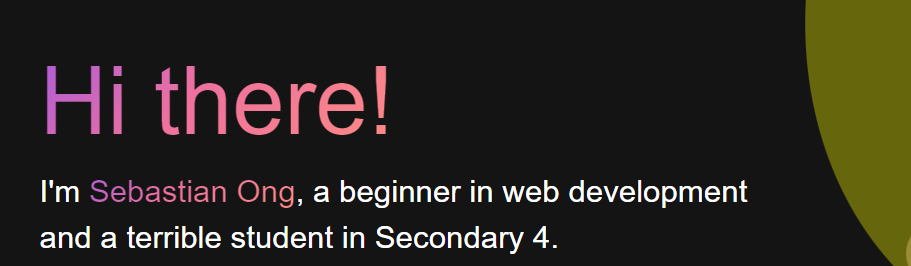 Hi there!
I'm Sebastian Ong, a beginner in web development
and a terrible student in Secondary 4.